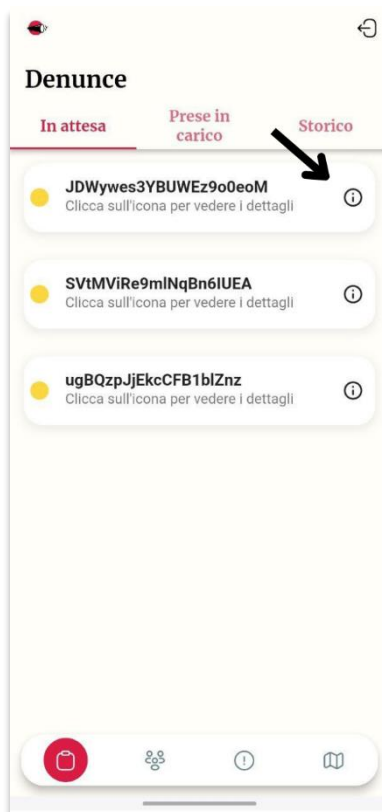 Denunce
In attesa
Prese in
carico
Storico
JDWywes3YBUWEz9o0eoM
Clicca sull'icona per vedere i dettagli
SVtMViRe9mlNqBn6IUEA
Clicca sull'icona per vedere i dettagli
ugBQzpJjEkcCFB1blZnz
Clicca sull'icona per vedere i dettagli